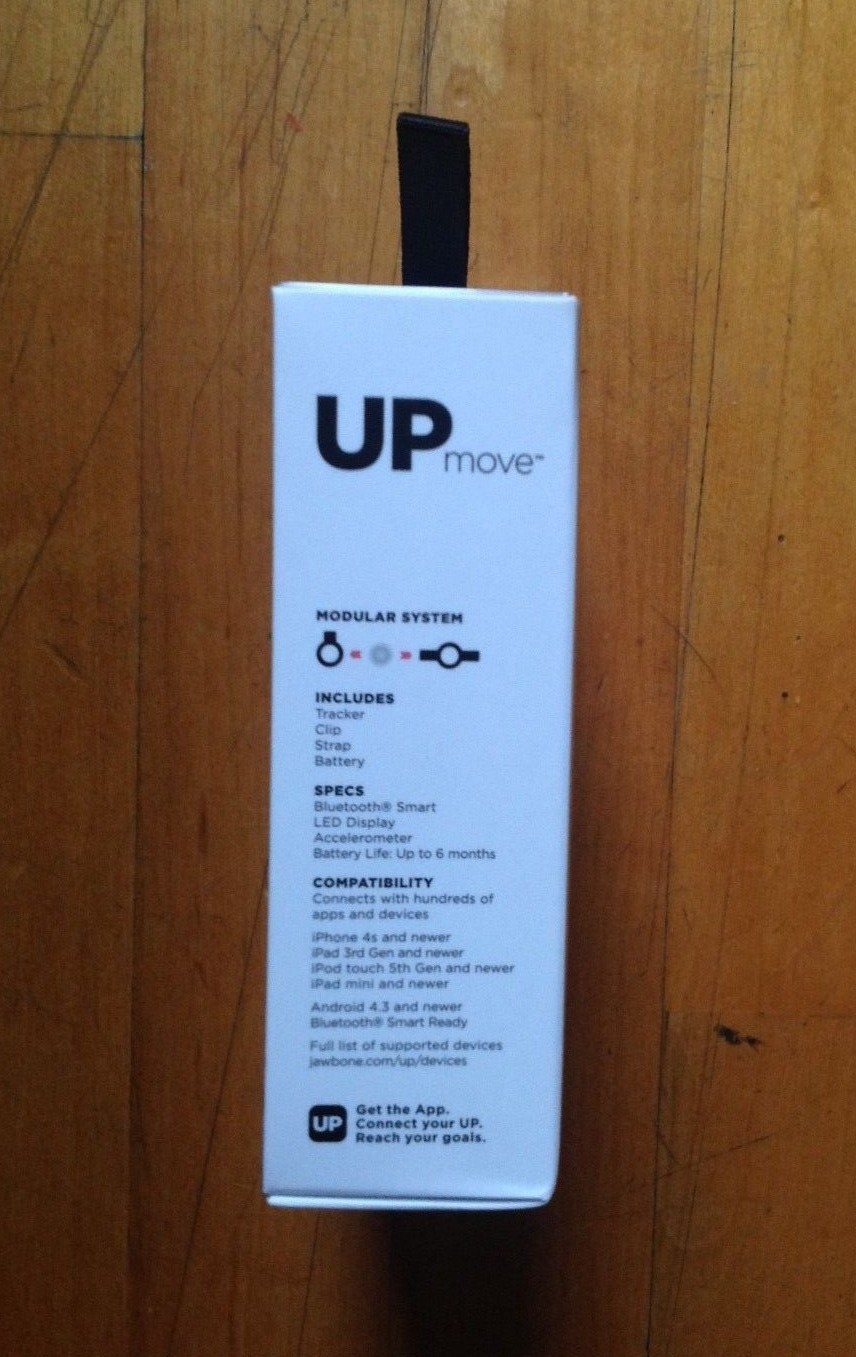 UP move™
MODULAR SYSTEM
INCLUDES
Tracker
Clip
Strap
Battery
SPECS
Bluetooth® Smart
LED Display
Accelerometer
Battery Life: Up to 6 months
COMPATIBILITY
Connects with hundreds of
apps and devices
iPhone 4s and newer
iPad 3rd Gen and newer
iPod touch 5th Gen and newer
iPad mini and newer
Android 4.3 and newer
Bluetooth® Smart Ready
Full list of supported devices
jawbone.com/up/devices
UP
Get the App.
Connect your UP.
Reach your goals.